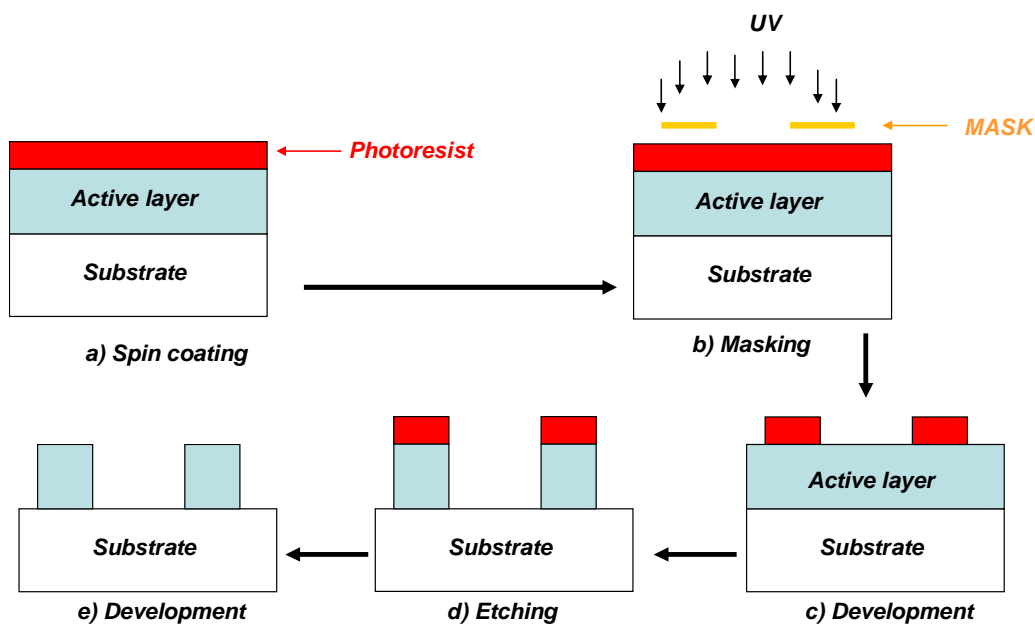 UV
MASK
Photoresist
Active layer
Substrate
a) Spin coating
Active layer
Substrate
b) Masking
Active layer
Substrate
c) Development
Substrate
d) Etching
Substrate
e) Development